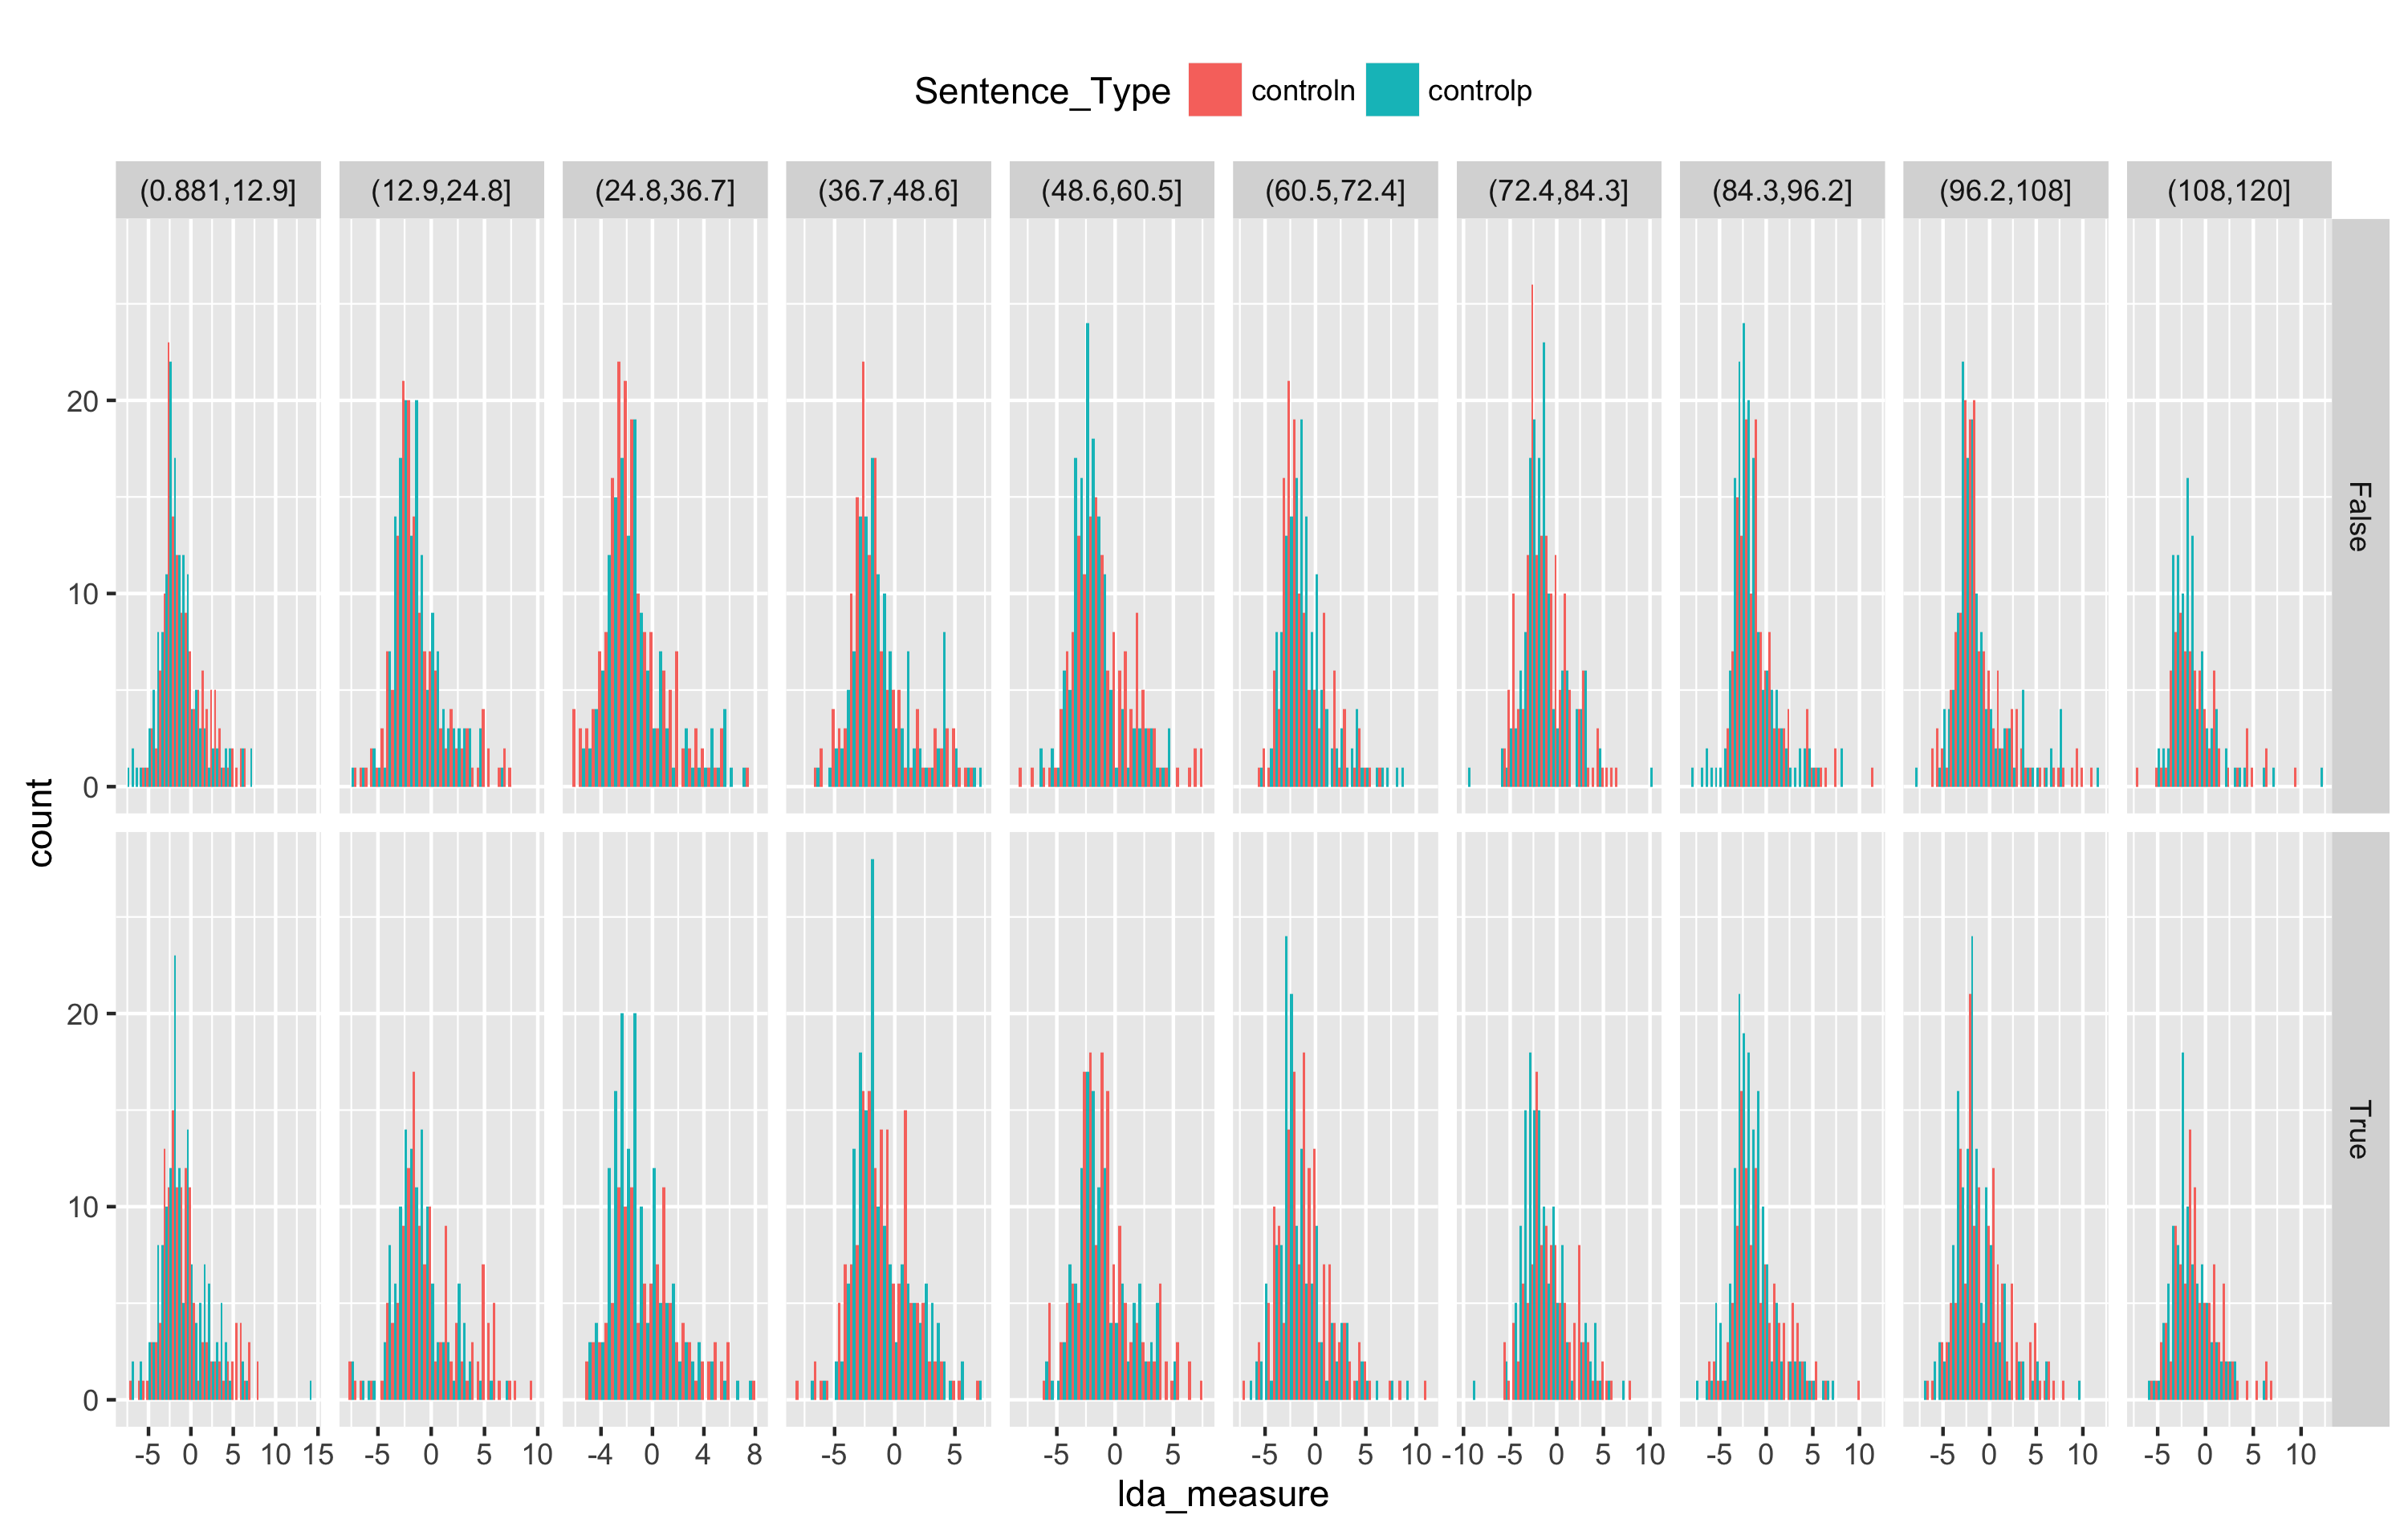 Sentence_Type controln controlp
(0.881,12.9] (12.9,24.8] (24.8,36.7] (36.7,48.6] (48.6,60.5] (60.5,72.4] (72.4,84.3] (84.3,96.2] (96.2,108] (108,120]
20
10
0
False
count
20
10
0
True
-5 0 5 10 15 -5 0 5 10 -4 0 4 8 -5 0 5 -5 0 5 -5 0 5 10 -10 -5 0 5 10 -5 0 5 10 -5 0 5 10 -5 0 5 10
lda_measure